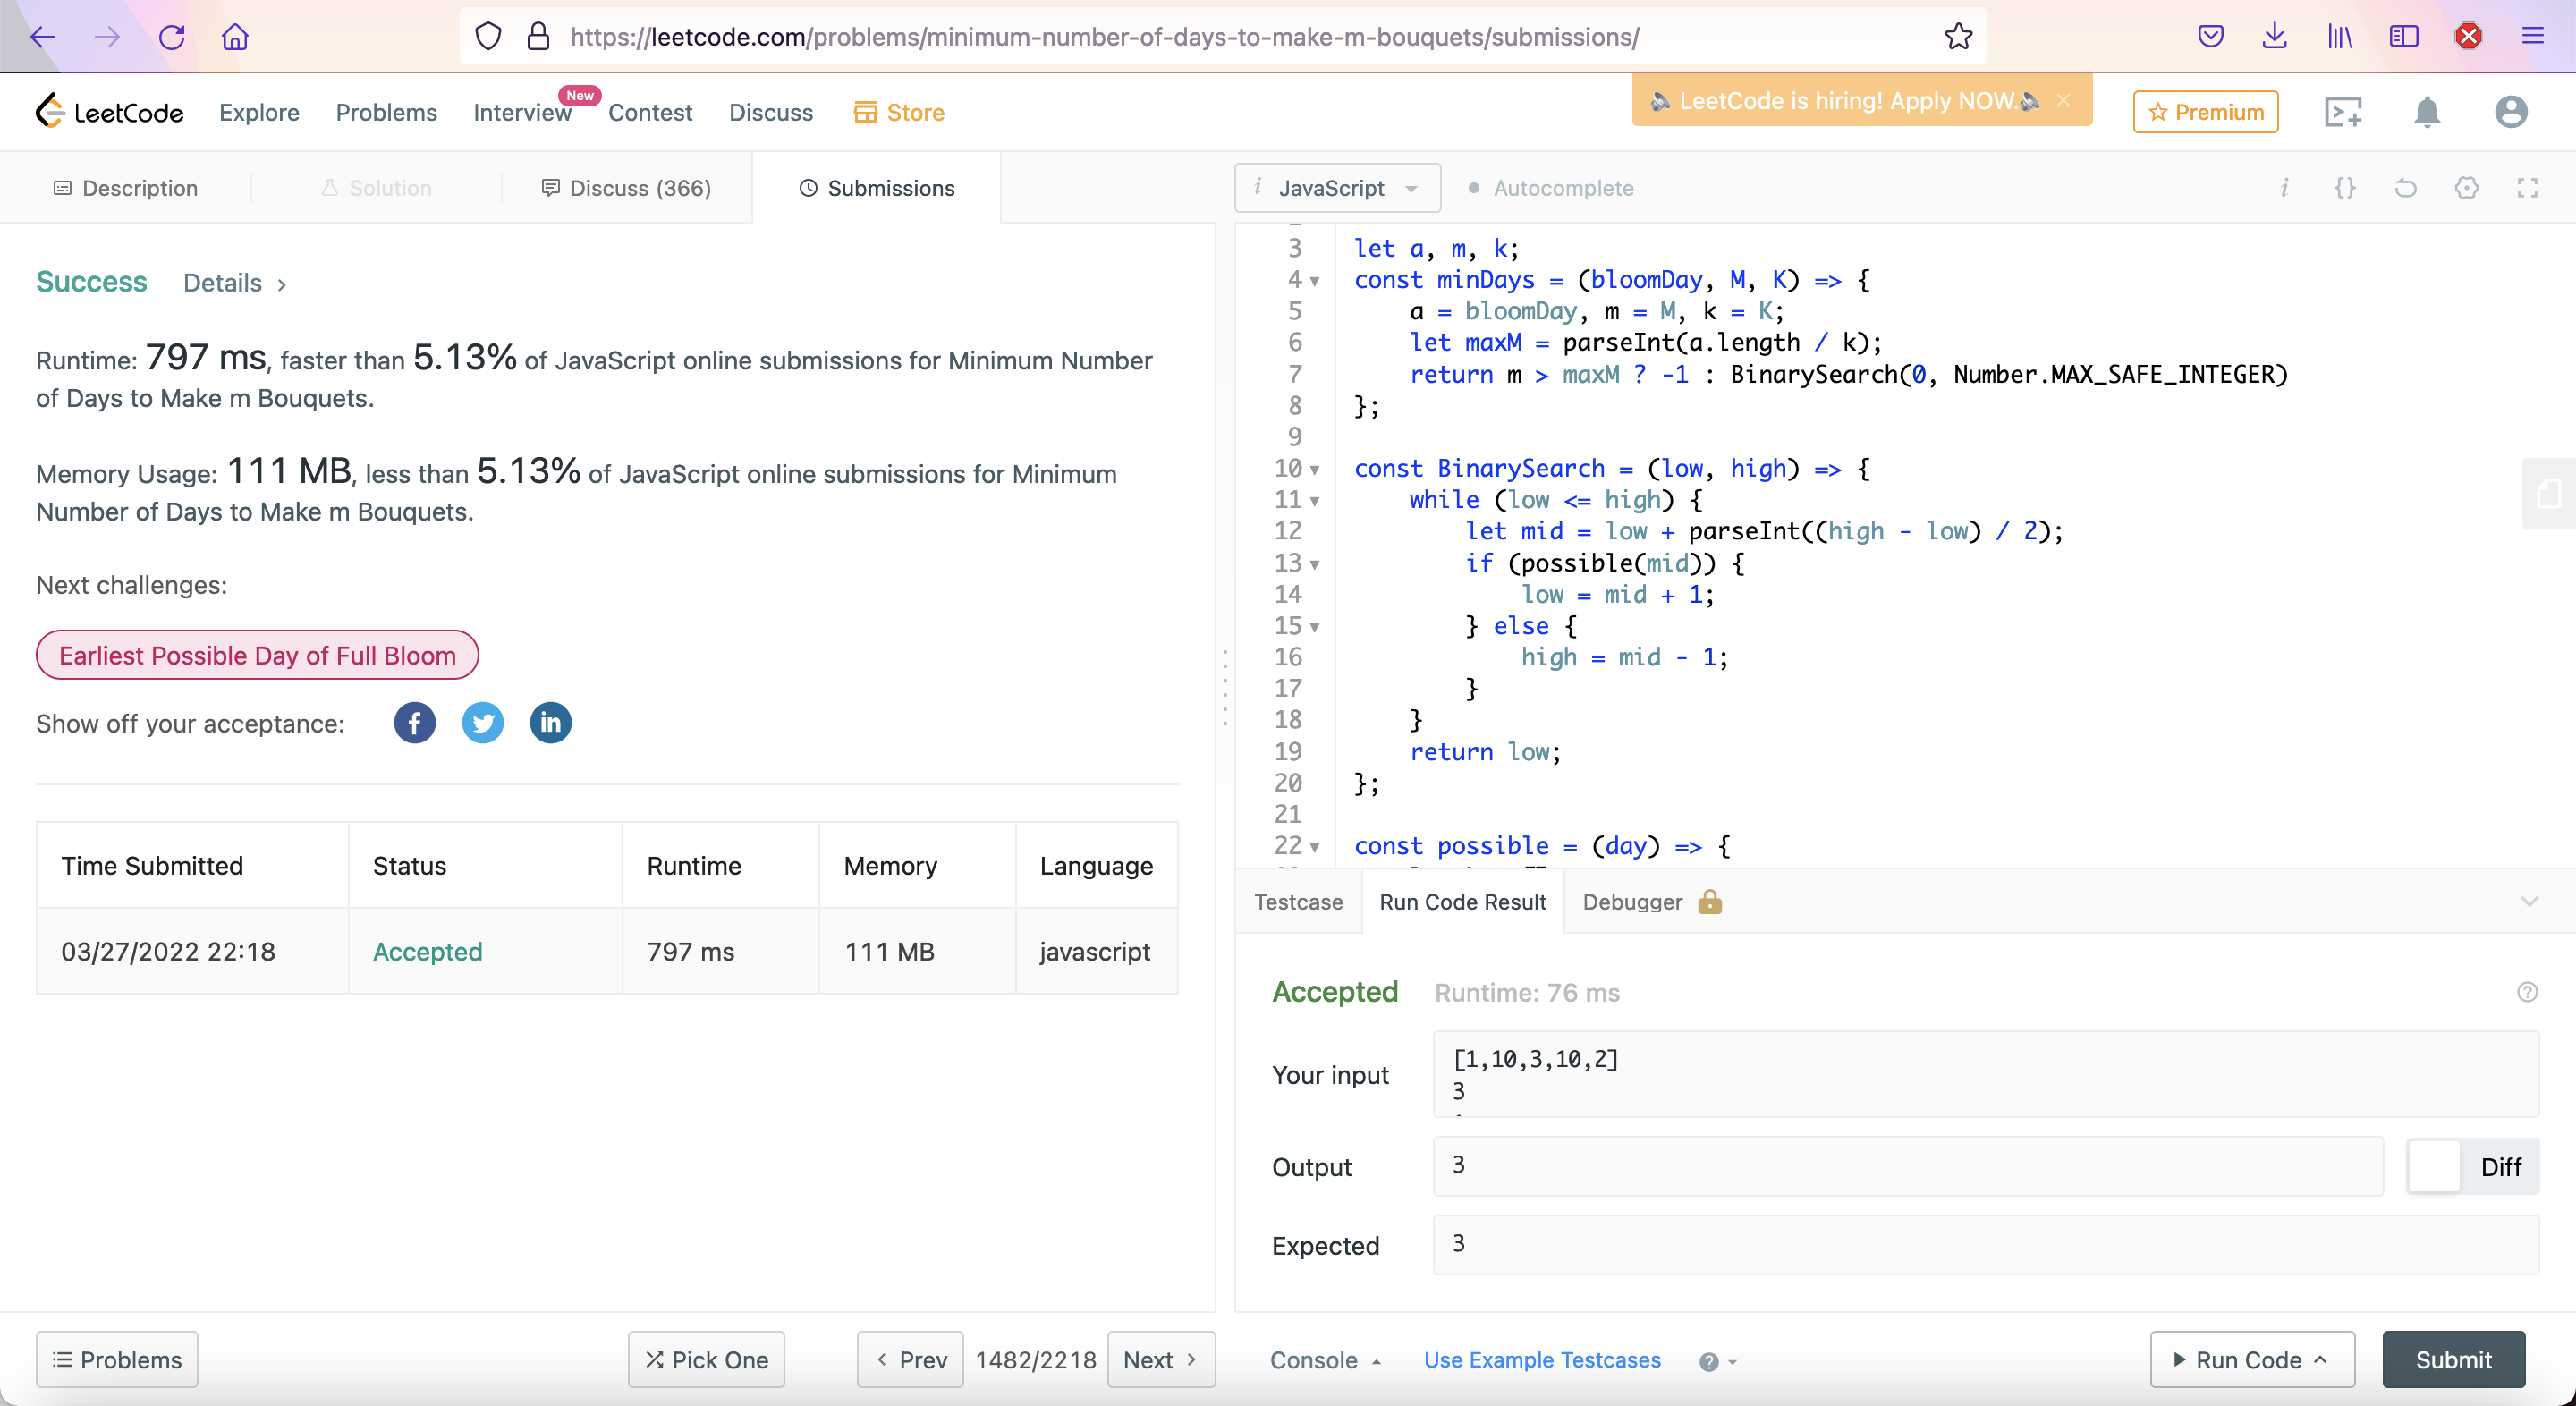 https://leetcode.com/problems/minimum-number-of-days-to-make-m-bouquets/submissions/
LeetCode
Explore
Problems
Interview
New
Contest
Discuss
Store
LeetCode is hiring! Apply NOW.
Premium
Description
Solution
Discuss (366)
Submissions
i JavaScript
Autocomplete
Success
Details
Runtime: 797 ms, faster than 5.13% of JavaScript online submissions for Minimum Number
of Days to Make m Bouquets.
Memory Usage: 111 MB, less than 5.13% of JavaScript online submissions for Minimum
Number of Days to Make m Bouquets.
Next challenges:
Earliest Possible Day of Full Bloom
Show off your acceptance:
Time Submitted Status Runtime Memory Language
03/27/2022 22:18 Accepted 797 ms 111 MB javascript
3 let a, m, k;
4 const minDays = (bloomDay, M, K) => {
5 a = bloomDay, m = M, k = K;
6 let maxM = parseInt(a.length / k);
7 return m > maxM ? -1 : BinarySearch(0, Number.MAX_SAFE_INTEGER)
8 };
9
10 const BinarySearch = (low, high) => {
11 while (low <= high) {
12 let mid = low + parseInt((high - low) / 2);
13 if (possible(mid)) {
14 low = mid + 1;
15 } else {
16 high = mid - 1;
17 }
18 }
19 return low;
20 };
21
22 const possible = (day) => {
Testcase
Run Code Result
Debugger
Accepted
Runtime: 76 ms
Your input
[1,10,3,10,2]
3
Output
3
Diff
Expected
3
Problems
Pick One
Prev
1482/2218
Next
Console
Use Example Testcases
Run Code
Submit